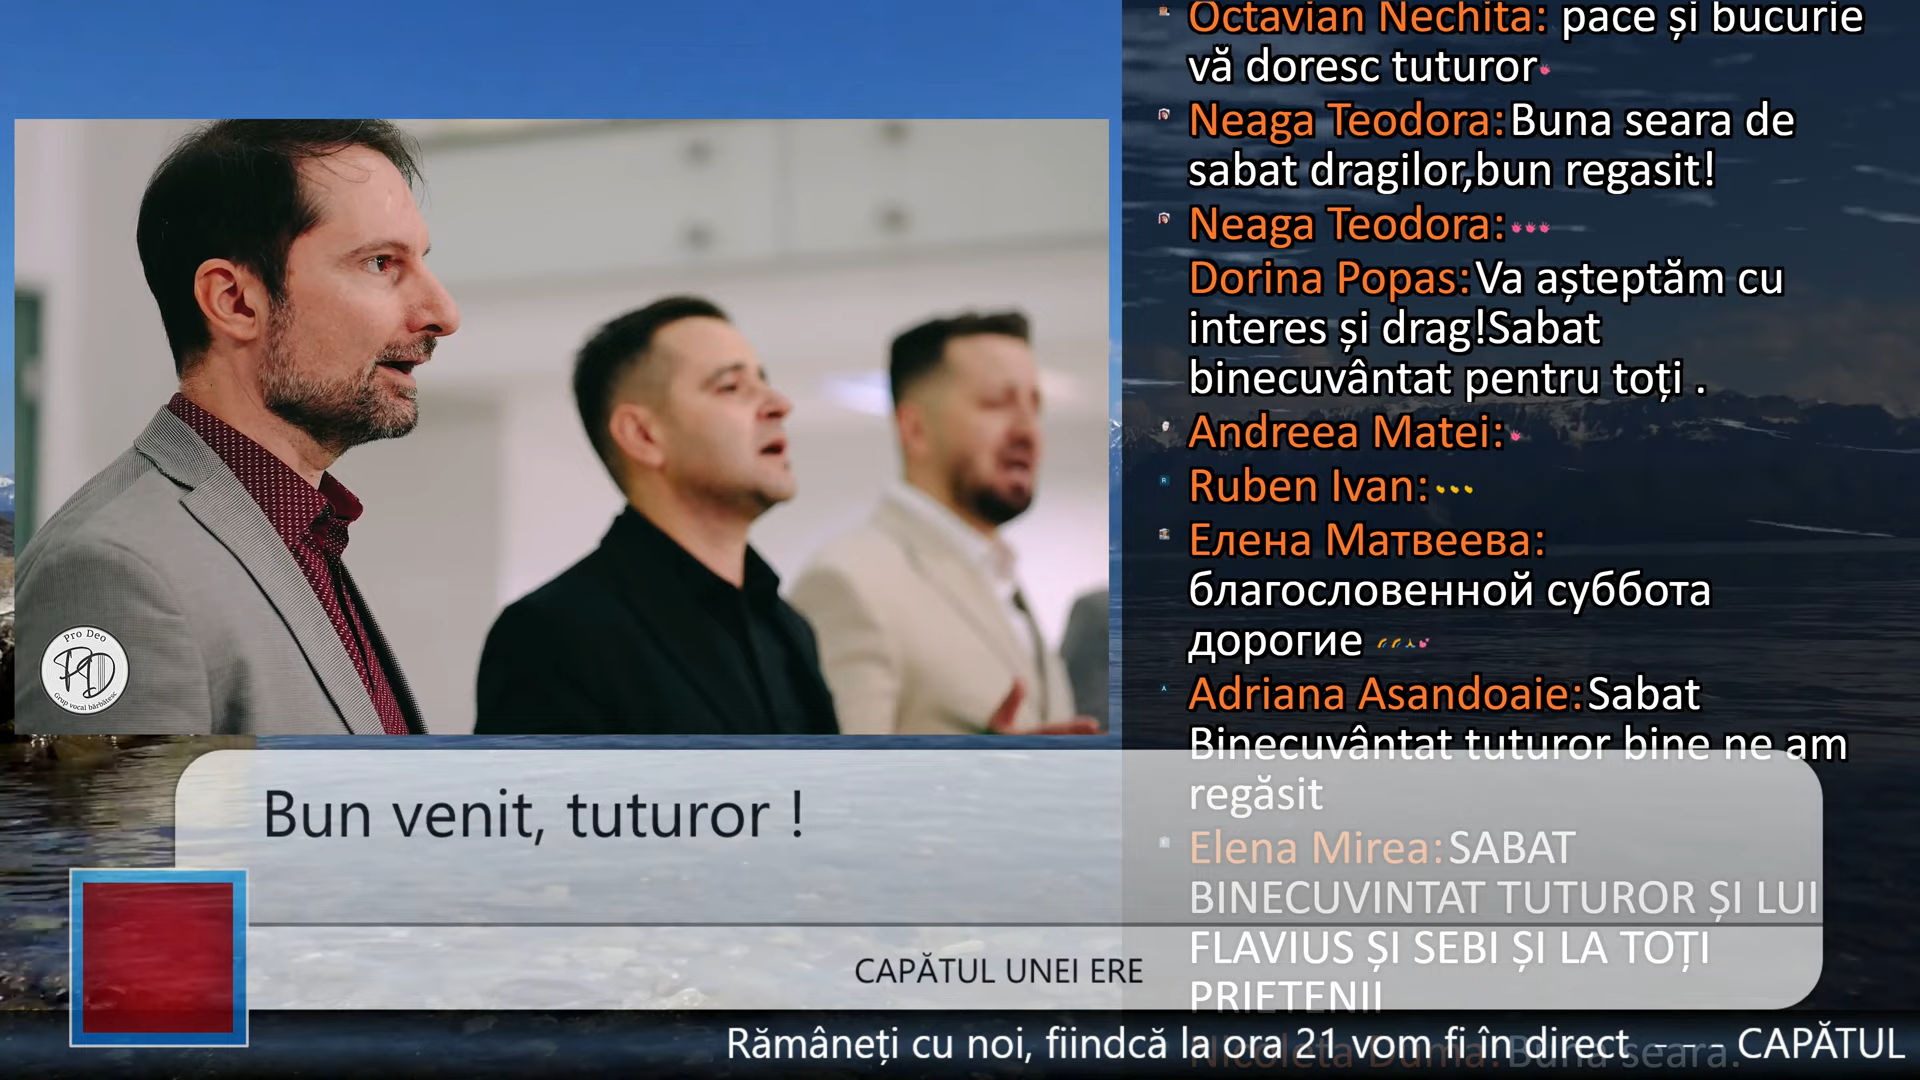 Octavian Nechita: pace și bucurie
vă doresc tuturor
Neaga Teodora: Buna seara de
sabat dragilor,bun regasit!
Neaga Teodora:
Dorina Popas: Va așteptăm cu
interes și drag!Sabat
binecuvântat pentru toți .
Andreea Matei:
Ruben Ivan:
Елена Матвеева:
благословенной суббота
дорогие
Adriana Asandoaie: Sabat
Binecuvântat tuturor bine ne am
regăsit
Elena Mirea: SABAT
BINECUVINTAT TUTUROR ȘI LUI
FLAVIUS ȘI SEBI ȘI LA TOȚI
PRIETENII
Nicoleta Duma: Buna seara.
Pro Deo
PD
Grup vocal bărbătesc
Bun venit, tuturor !
CAPĂTUL UNEI ERE
Rămâneți cu noi, fiindcă la ora 21 vom fi în direct - - - CAPĂTUL